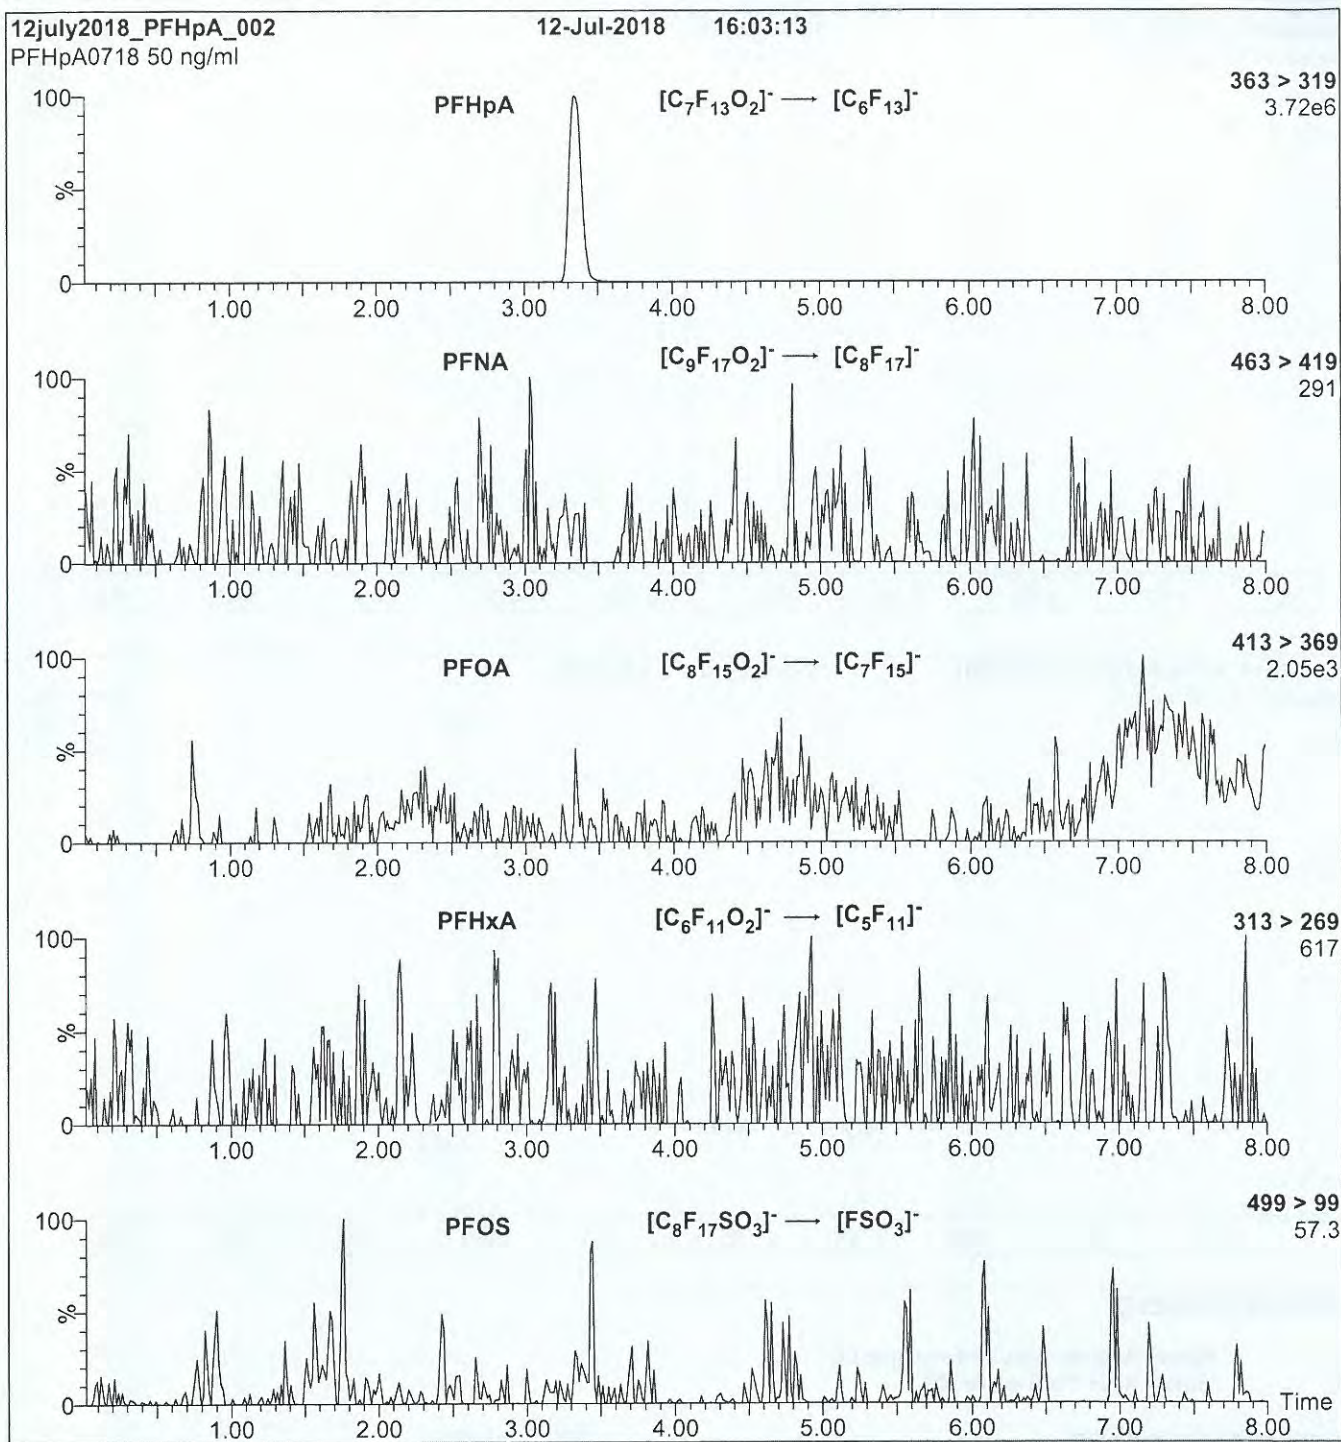 12july2018_PFHpA_002 12-Jul-2018 16:03:13
PFHpA0718 50 ng/ml
PFHpA [C₇F₁₃O₂]⁻ → [C₆F₁₃]⁻ 363 > 319
3.72e6
100
%
0
1.00 2.00 3.00 4.00 5.00 6.00 7.00 8.00
PFNA [C₉F₁₇O₂]⁻ → [C₈F₁₇]⁻ 463 > 419
291
100
%
0
1.00 2.00 3.00 4.00 5.00 6.00 7.00 8.00
PFOA [C₈F₁₅O₂]⁻ → [C₇F₁₅]⁻ 413 > 369
2.05e3
100
%
0
1.00 2.00 3.00 4.00 5.00 6.00 7.00 8.00
PFHxA [C₆F₁₁O₂]⁻ → [C₅F₁₁]⁻ 313 > 269
617
100
%
0
1.00 2.00 3.00 4.00 5.00 6.00 7.00 8.00
PFOS [C₈F₁₇SO₃]⁻ → [FSO₃]⁻ 499 > 99
57.3
100
%
0
Time
1.00 2.00 3.00 4.00 5.00 6.00 7.00 8.00